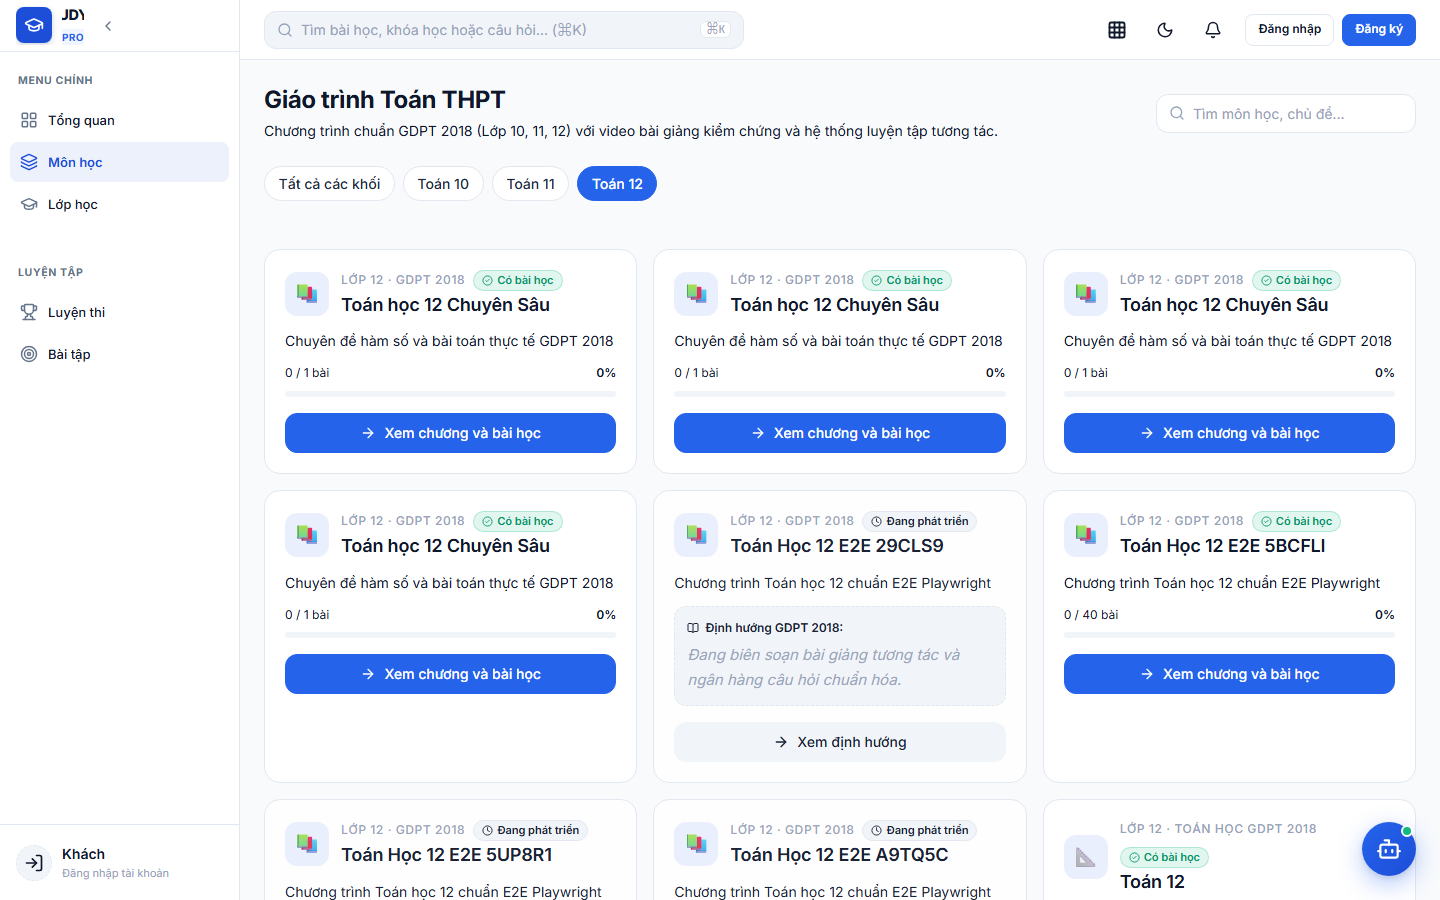 JDY
PRO
MENU CHÍNH
Tổng quan
Môn học
Lớp học
LUYỆN TẬP
Luyện thi
Bài tập
Khách
Đăng nhập tài khoản
Tìm bài học, khóa học hoặc câu hỏi... (⌘K)
⌘K
Đăng nhập
Đăng ký
Giáo trình Toán THPT
Chương trình chuẩn GDPT 2018 (Lớp 10, 11, 12) với video bài giảng kiểm chứng và hệ thống luyện tập tương tác.
Tìm môn học, chủ đề...
Tất cả các khối
Toán 10
Toán 11
Toán 12
LỚP 12 · GDPT 2018
Có bài học
Toán học 12 Chuyên Sâu
Chuyên đề hàm số và bài toán thực tế GDPT 2018
0 / 1 bài
0%
Xem chương và bài học
LỚP 12 · GDPT 2018
Có bài học
Toán học 12 Chuyên Sâu
Chuyên đề hàm số và bài toán thực tế GDPT 2018
0 / 1 bài
0%
Xem chương và bài học
LỚP 12 · GDPT 2018
Có bài học
Toán học 12 Chuyên Sâu
Chuyên đề hàm số và bài toán thực tế GDPT 2018
0 / 1 bài
0%
Xem chương và bài học
LỚP 12 · GDPT 2018
Có bài học
Toán học 12 Chuyên Sâu
Chuyên đề hàm số và bài toán thực tế GDPT 2018
0 / 1 bài
0%
Xem chương và bài học
LỚP 12 · GDPT 2018
Đang phát triển
Toán Học 12 E2E 29CLS9
Chương trình Toán học 12 chuẩn E2E Playwright
Định hướng GDPT 2018:
Đang biên soạn bài giảng tương tác và
ngân hàng câu hỏi chuẩn hóa.
Xem định hướng
LỚP 12 · GDPT 2018
Có bài học
Toán Học 12 E2E 5BCFLI
Chương trình Toán học 12 chuẩn E2E Playwright
0 / 40 bài
0%
Xem chương và bài học
LỚP 12 · GDPT 2018
Đang phát triển
Toán Học 12 E2E 5UP8R1
Chương trình Toán học 12 chuẩn E2E Playwright
LỚP 12 · GDPT 2018
Đang phát triển
Toán Học 12 E2E A9TQ5C
Chương trình Toán học 12 chuẩn E2E Playwright
LỚP 12 · TOÁN HỌC GDPT 2018
Có bài học
Toán 12